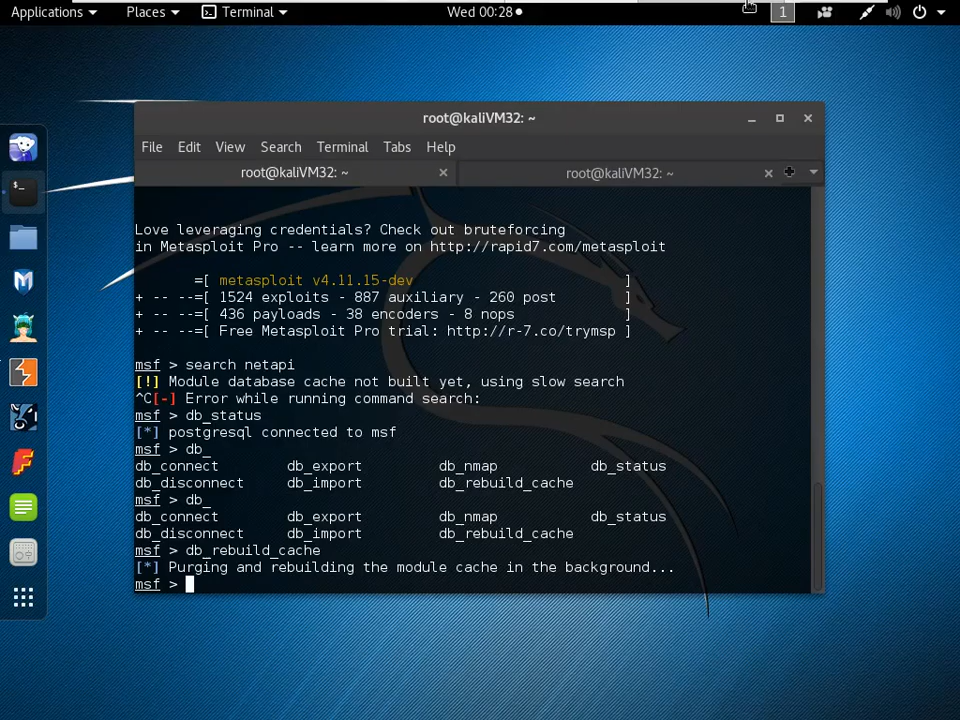 Applications Places Terminal Wed 00:28 1
root@kaliVM32: ~
File Edit View Search Terminal Tabs Help
root@kaliVM32: ~ root@kaliVM32: ~
Love leveraging credentials? Check out bruteforcing
in Metasploit Pro -- learn more on http://rapid7.com/metasploit
=[ metasploit v4.11.15-dev ]
+ -- --=[ 1524 exploits - 887 auxiliary - 260 post ]
+ -- --=[ 436 payloads - 38 encoders - 8 nops ]
+ -- --=[ Free Metasploit Pro trial: http://r-7.co/trymsp ]
msf > search netapi
[!] Module database cache not built yet, using slow search
^C[-] Error while running command search:
msf > db_status
[*] postgresql connected to msf
msf > db_
db_connect db_export db_nmap db_status
db_disconnect db_import db_rebuild_cache
msf > db_
db_connect db_export db_nmap db_status
db_disconnect db_import db_rebuild_cache
msf > db_rebuild_cache
[*] Purging and rebuilding the module cache in the background...
msf >